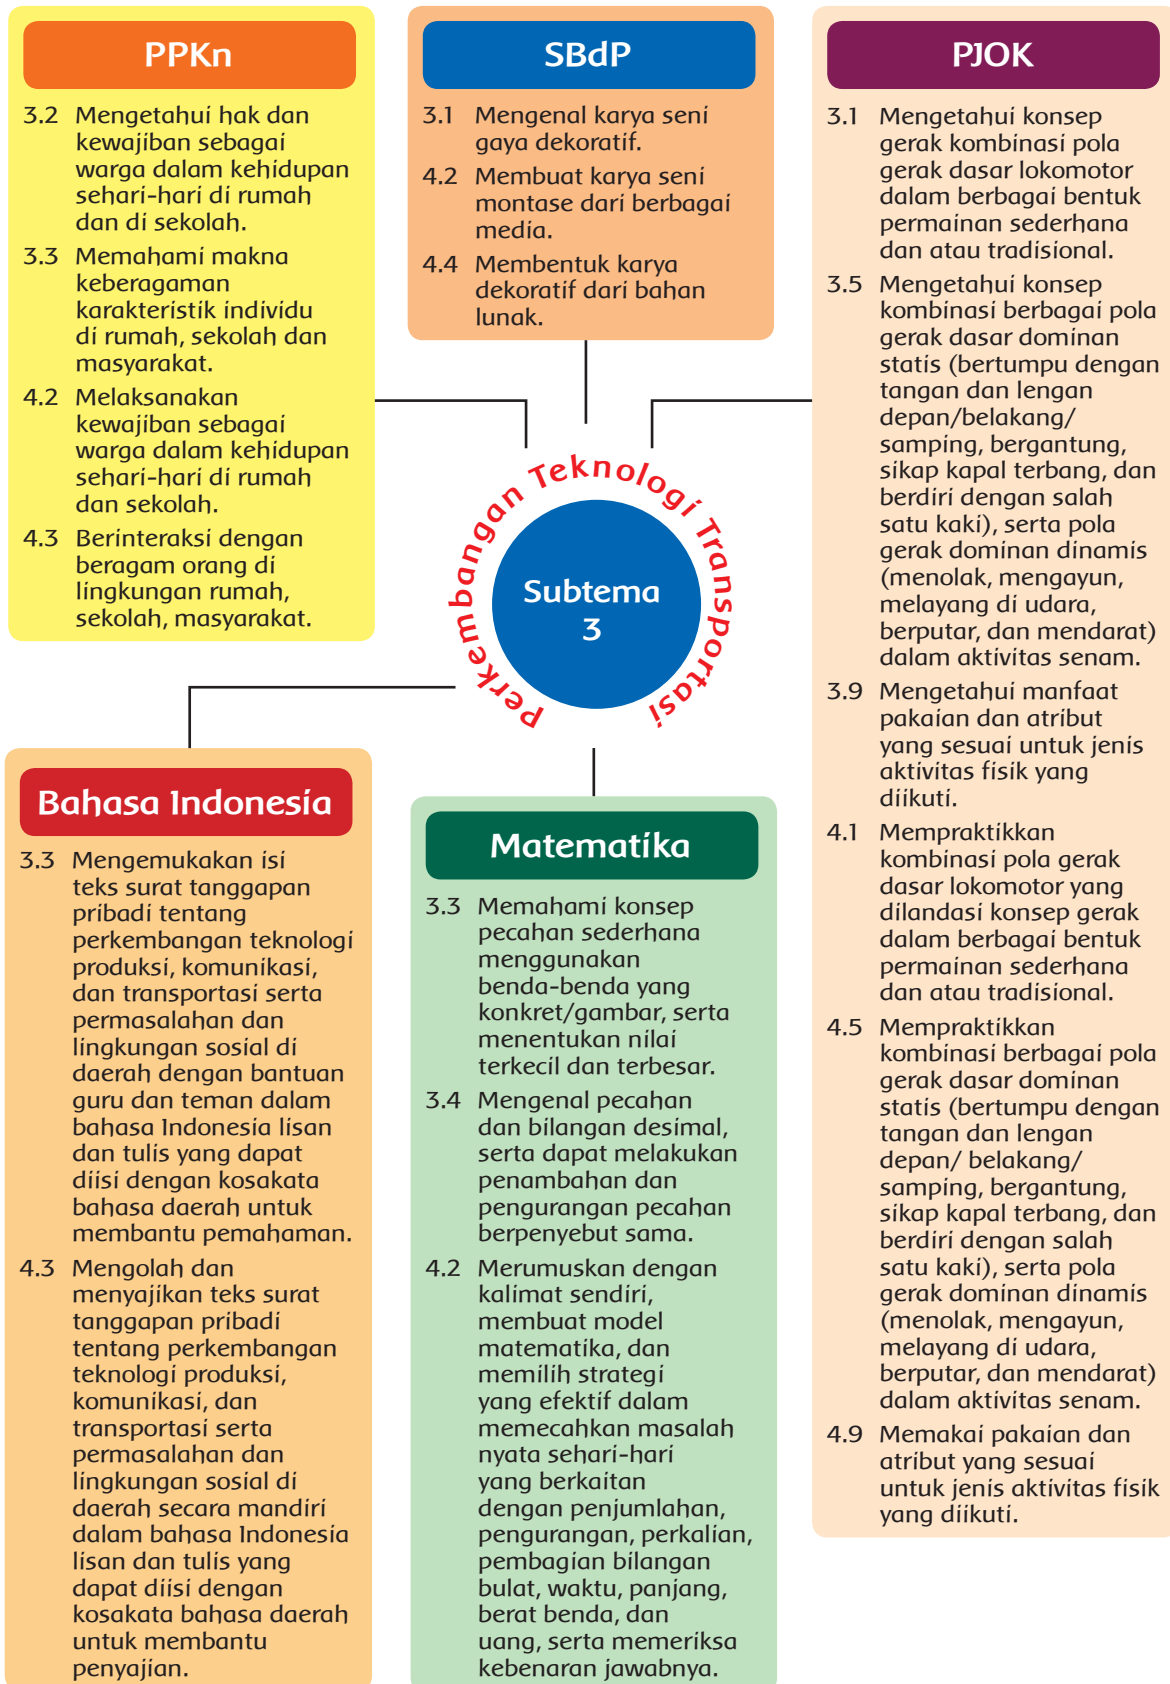 PPKn
3.2 Mengetahui hak dan
kewajiban sebagai
warga dalam kehidupan
sehari-hari di rumah
dan di sekolah.
3.3 Memahami makna
keberagaman
karakteristik individu
di rumah, sekolah dan
masyarakat.
4.2 Melaksanakan
kewajiban sebagai
warga dalam kehidupan
sehari-hari di rumah
dan sekolah.
4.3 Berinteraksi dengan
beragam orang di
lingkungan rumah,
sekolah, masyarakat.
SBdP
3.1 Mengenal karya seni
gaya dekoratif.
4.2 Membuat karya seni
montase dari berbagai
media.
4.4 Membentuk karya
dekoratif dari bahan
lunak.
PJOK
3.1 Mengetahui konsep
gerak kombinasi pola
gerak dasar lokomotor
dalam berbagai bentuk
permainan sederhana
dan atau tradisional.
3.5 Mengetahui konsep
kombinasi berbagai pola
gerak dasar dominan
statis (bertumpu dengan
tangan dan lengan
depan/belakang/
samping, bergantung,
sikap kapal terbang, dan
berdiri dengan salah
satu kaki), serta pola
gerak dominan dinamis
(menolak, mengayun,
melayang di udara,
berputar, dan mendarat)
dalam aktivitas senam.
3.9 Mengetahui manfaat
pakaian dan atribut
yang sesuai untuk jenis
aktivitas fisik yang
diikuti.
4.1 Mempraktikkan
kombinasi pola gerak
dasar lokomotor yang
dilandasi konsep gerak
dalam berbagai bentuk
permainan sederhana
dan atau tradisional.
4.5 Mempraktikkan
kombinasi berbagai pola
gerak dasar dominan
statis (bertumpu dengan
tangan dan lengan
depan/ belakang/
samping, bergantung,
sikap kapal terbang, dan
berdiri dengan salah
satu kaki), serta pola
gerak dominan dinamis
(menolak, mengayun,
melayang di udara,
berputar, dan mendarat)
dalam aktivitas senam.
4.9 Memakai pakaian dan
atribut yang sesuai
untuk jenis aktivitas fisik
yang diikuti.
Perkembangan Teknologi Transportasi
Subtema
3
Bahasa Indonesia
3.3 Mengemukakan isi
teks surat tanggapan
pribadi tentang
perkembangan teknologi
produksi, komunikasi,
dan transportasi serta
permasalahan dan
lingkungan sosial di
daerah dengan bantuan
guru dan teman dalam
bahasa Indonesia lisan
dan tulis yang dapat
diisi dengan kosakata
bahasa daerah untuk
membantu pemahaman.
4.3 Mengolah dan
menyajikan teks surat
tanggapan pribadi
tentang perkembangan
teknologi produksi,
komunikasi, dan
transportasi serta
permasalahan dan
lingkungan sosial di
daerah secara mandiri
dalam bahasa Indonesia
lisan dan tulis yang
dapat diisi dengan
kosakata bahasa daerah
untuk membantu
penyajian.
Matematika
3.3 Memahami konsep
pecahan sederhana
menggunakan
benda-benda yang
konkret/gambar, serta
menentukan nilai
terkecil dan terbesar.
3.4 Mengenal pecahan
dan bilangan desimal,
serta dapat melakukan
penambahan dan
pengurangan pecahan
berpenyebut sama.
4.2 Merumuskan dengan
kalimat sendiri,
membuat model
matematika, dan
memilih strategi
yang efektif dalam
memecahkan masalah
nyata sehari-hari
yang berkaitan
dengan penjumlahan,
pengurangan, perkalian,
pembagian bilangan
bulat, waktu, panjang,
berat benda, dan
uang, serta memeriksa
kebenaran jawabnya.